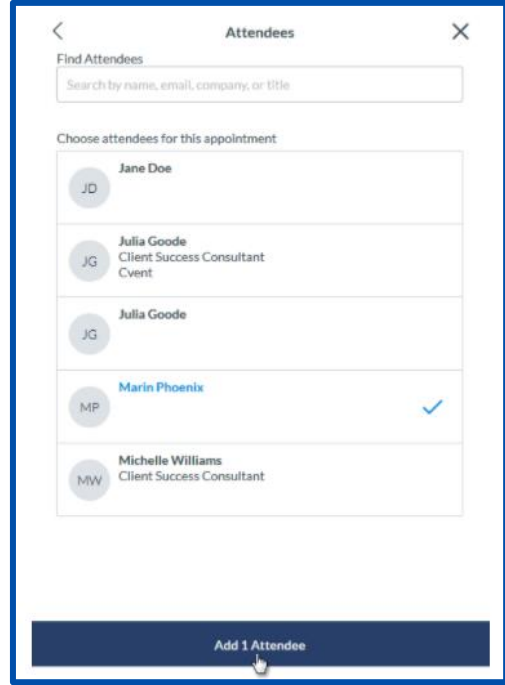 Attendees
Find Attendees
Search by name, email, company, or title
Choose attendees for this appointment
JD
Jane Doe
JG
Julia Goode
Client Success Consultant
Cvent
JG
Julia Goode
MP
Marin Phoenix
MW
Michelle Williams
Client Success Consultant
Add 1 Attendee